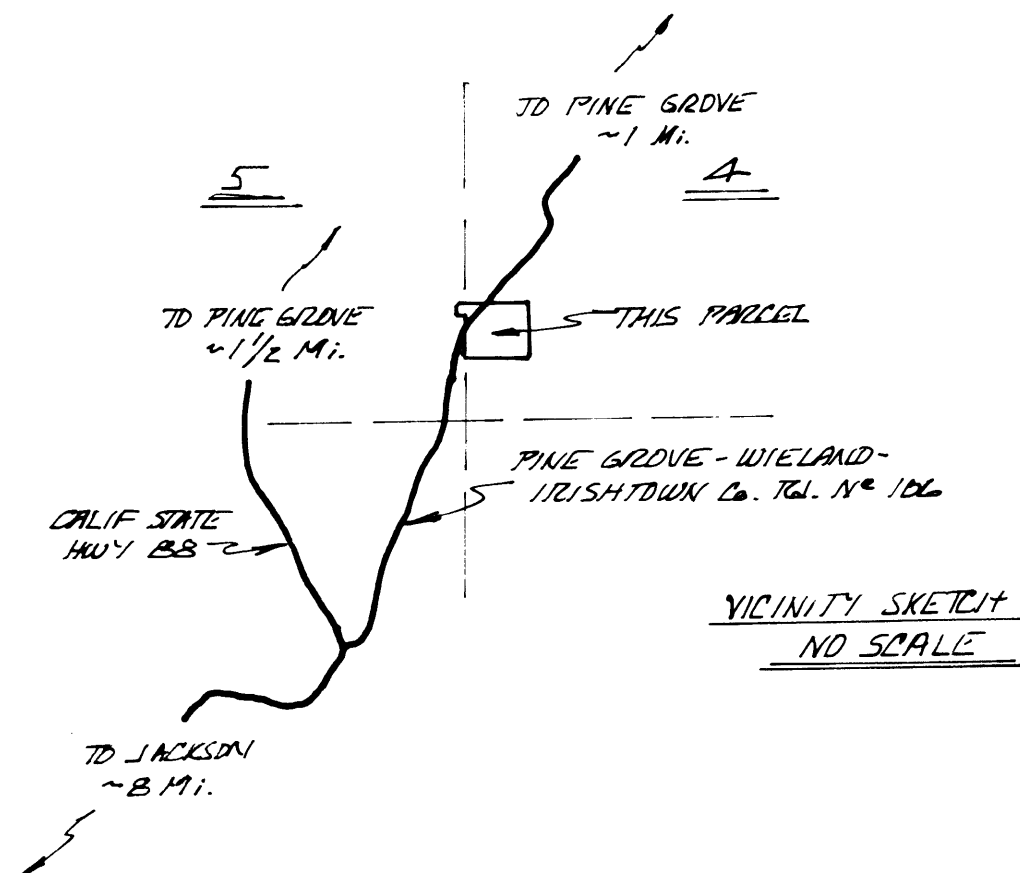 TO PINE GROVE
~1 Mi.
5
4
TO PINE GROVE
~1 1/2 Mi.
THIS PARCEL
PINE GROVE-WIELAND-
IRISHTOWN Co. Rd. Nº 106
CALIF STATE
HWY 88
VICINITY SKETCH
NO SCALE
TO JACKSON
~8 Mi.